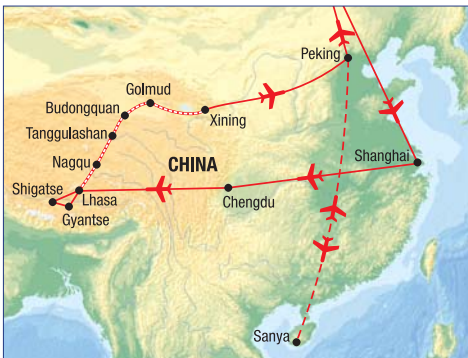 Peking
Golmud
Budongquan
Xining
Tanggulashan
Nagqu
CHINA
Shanghai
Shigatse
Lhasa
Chengdu
Gyantse
Sanya